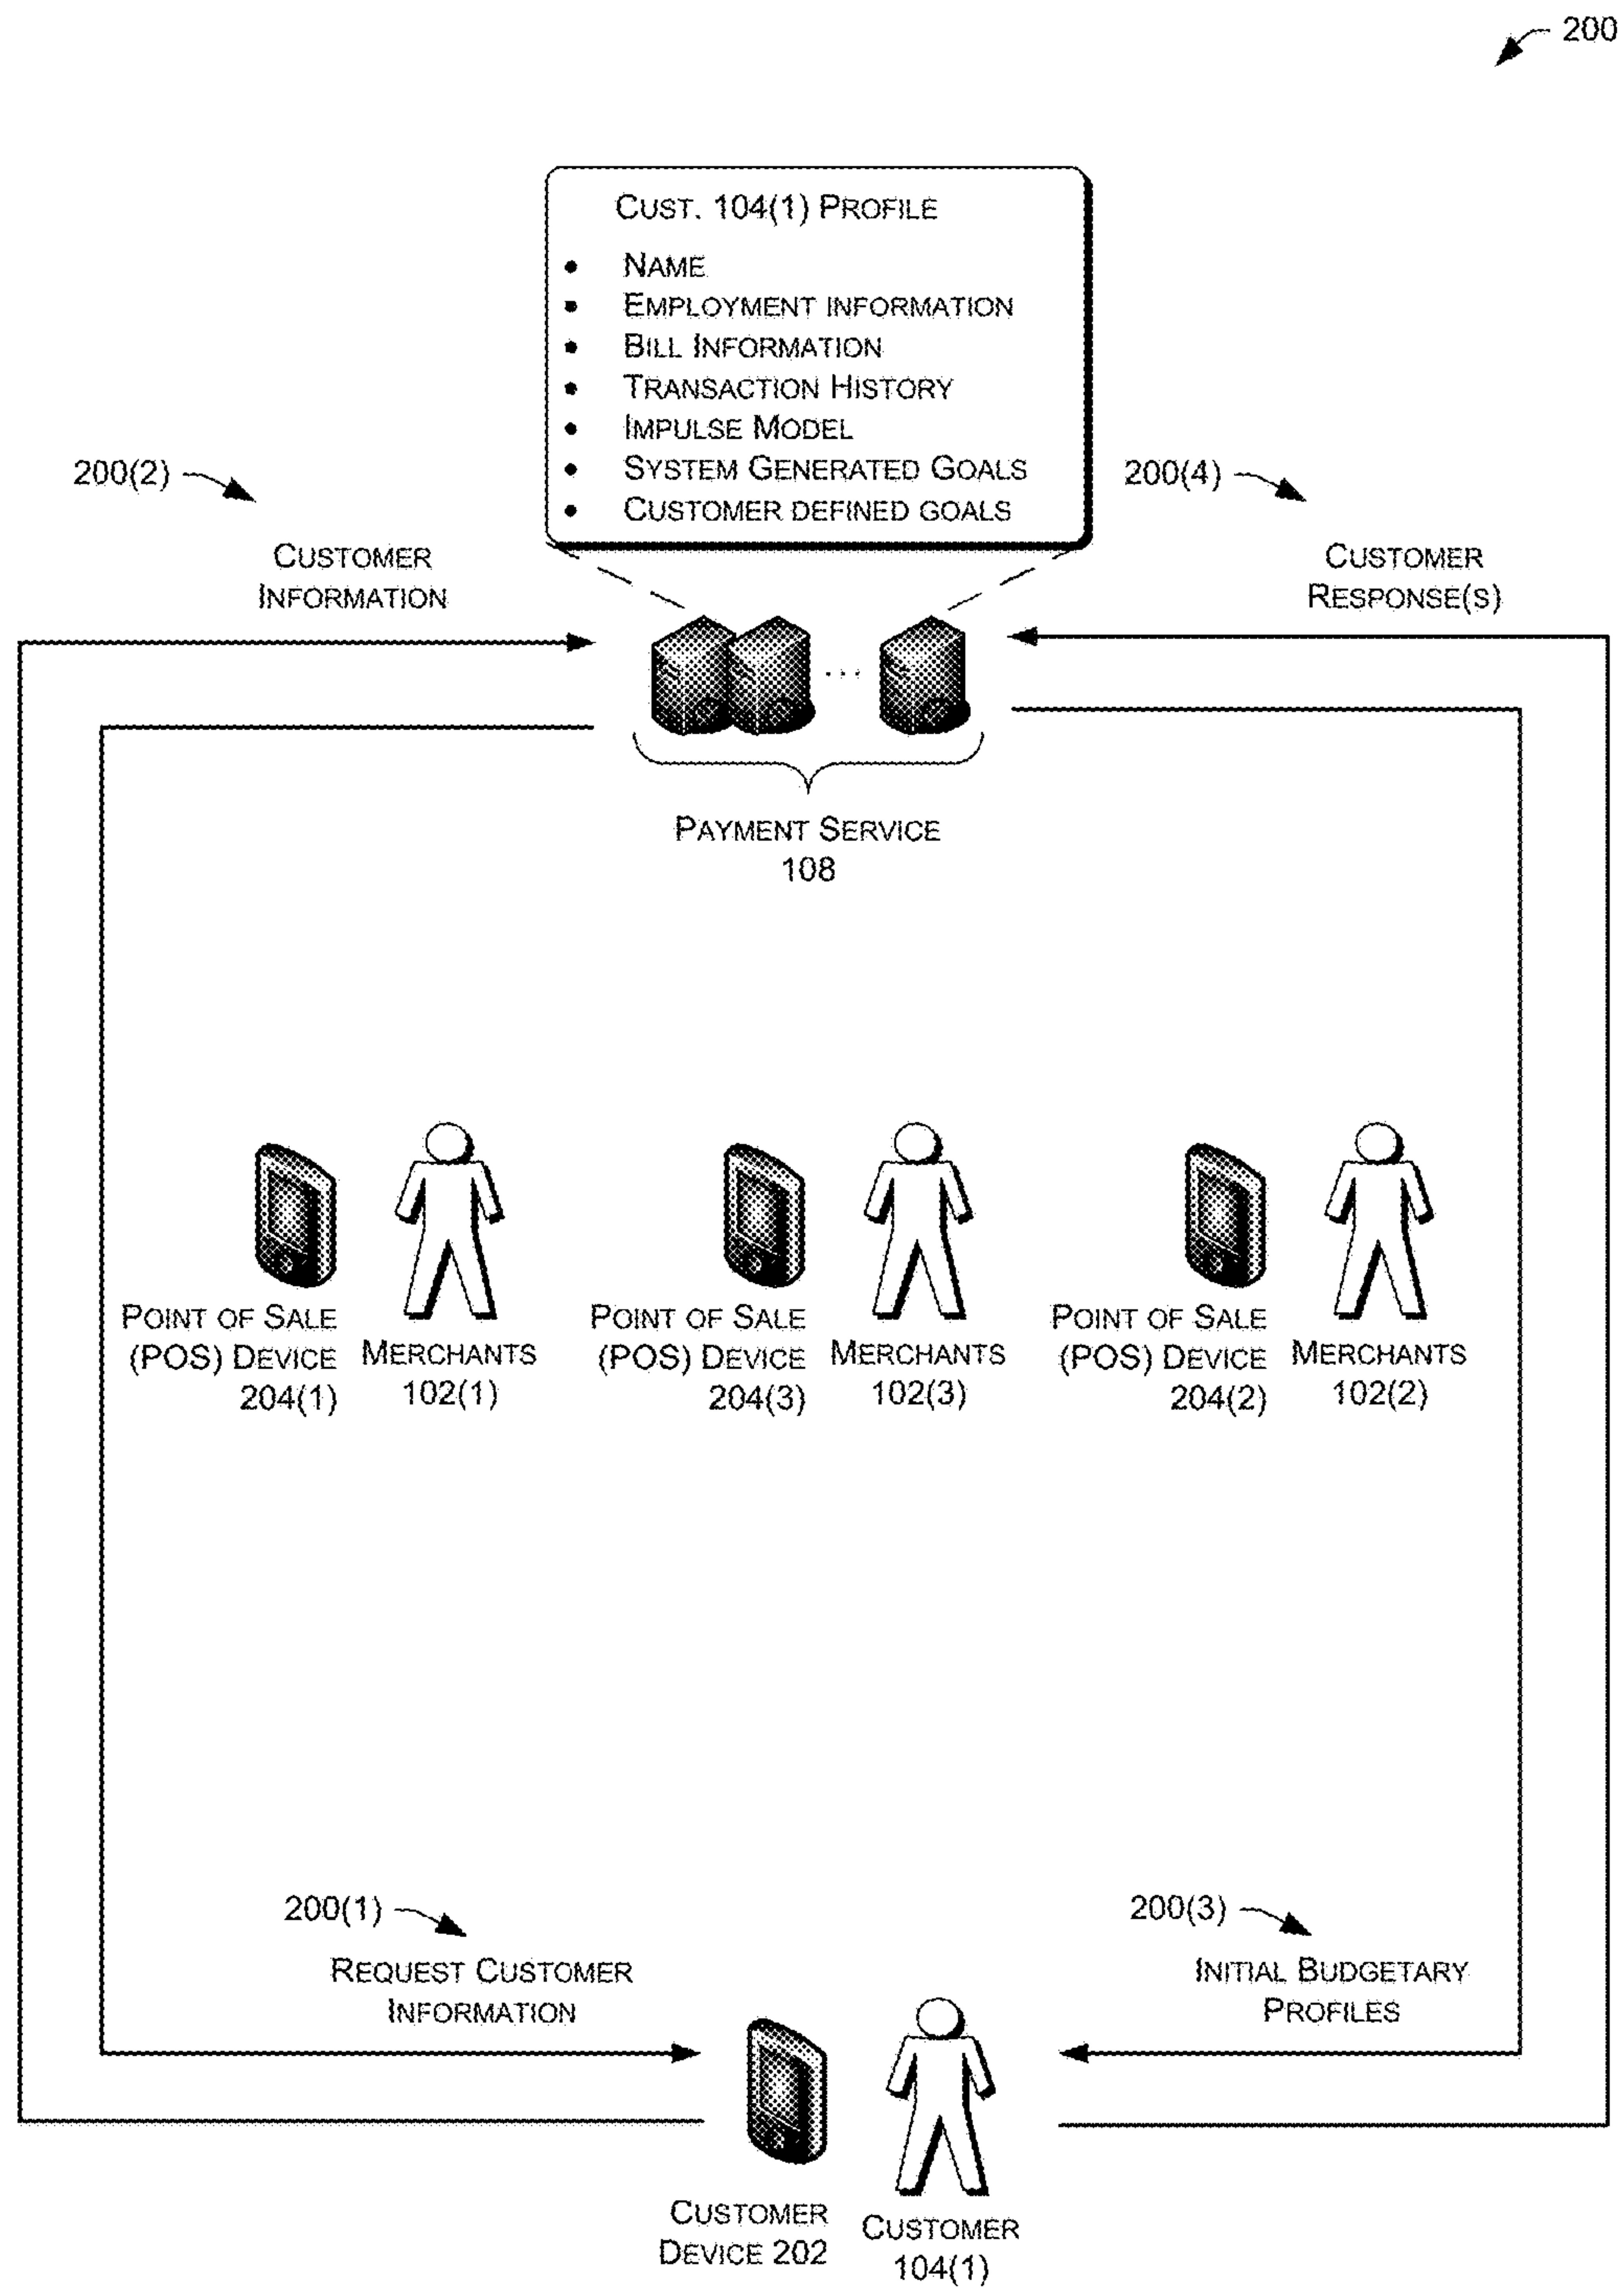 200
CUST. 104(1) PROFILE
• NAME
• EMPLOYMENT INFORMATION
• BILL INFORMATION
• TRANSACTION HISTORY
• IMPULSE MODEL
• SYSTEM GENERATED GOALS
• CUSTOMER DEFINED GOALS
200(2)
CUSTOMER
INFORMATION
200(4)
CUSTOMER
RESPONSE(S)
...
PAYMENT SERVICE
108
POINT OF SALE
(POS) DEVICE
204(1)
MERCHANTS
102(1)
POINT OF SALE
(POS) DEVICE
204(3)
MERCHANTS
102(3)
POINT OF SALE
(POS) DEVICE
204(2)
MERCHANTS
102(2)
200(1)
REQUEST CUSTOMER
INFORMATION
200(3)
INITIAL BUDGETARY
PROFILES
CUSTOMER
DEVICE 202
CUSTOMER
104(1)